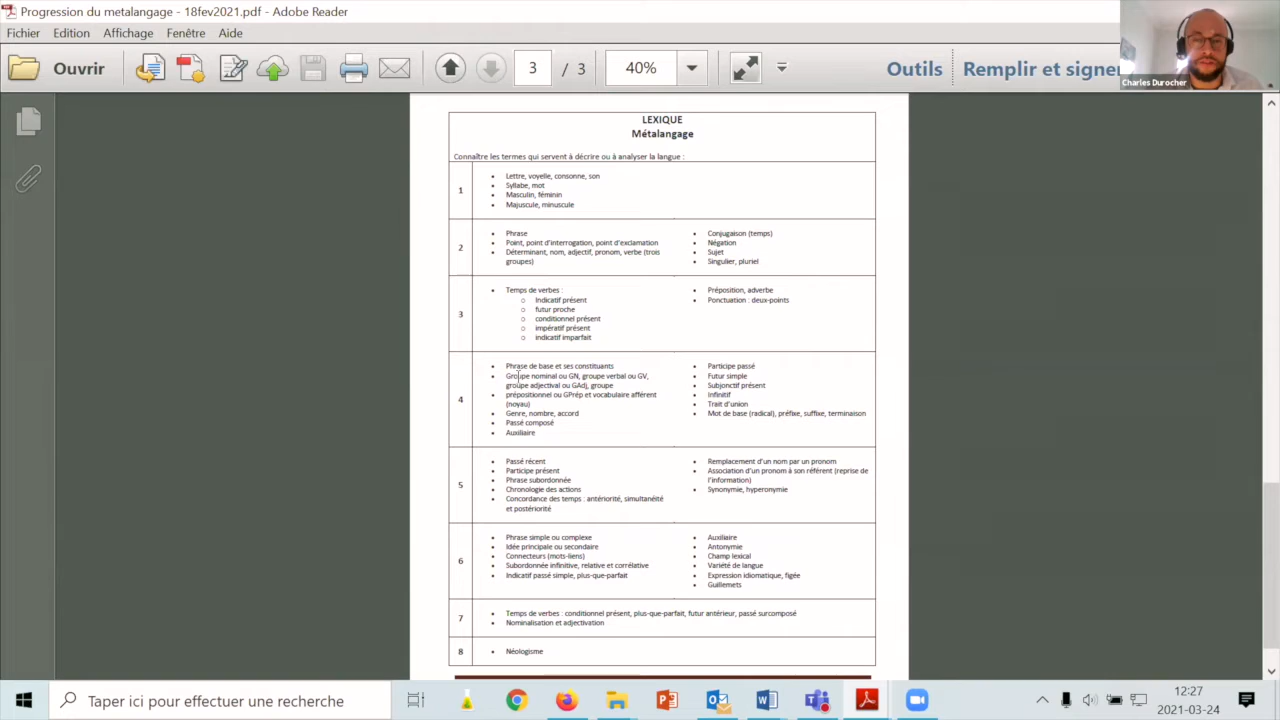 Progression du metalangage - 18fev2021.pdf - Adobe Reader
Fichier Edition Affichage Fenêtre Aide
Ouvrir 3 / 3 40% Outils Remplir et signer
Charles Durocher
LEXIQUE
Métalangage
Connaître les termes qui servent à décrire ou à analyser la langue :
1
• Lettre, voyelle, consonne, son
• Syllabe, mot
• Masculin, féminin
• Majuscule, minuscule
2
• Phrase
• Point, point d'interrogation, point d'exclamation
• Déterminant, nom, adjectif, pronom, verbe (trois
groupes)
• Conjugaison (temps)
• Négation
• Sujet
• Singulier, pluriel
3
• Temps de verbes :
o Indicatif présent
o futur proche
o conditionnel présent
o impératif présent
o indicatif imparfait
• Préposition, adverbe
• Ponctuation : deux-points
4
• Phrase de base et ses constituants
• Groupe nominal ou GN, groupe verbal ou GV,
groupe adjectival ou GAdj, groupe
• prépositionnel ou GPrép et vocabulaire afférent
(noyau)
• Genre, nombre, accord
• Passé composé
• Auxiliaire
• Participe passé
• Futur simple
• Subjonctif présent
• Infinitif
• Trait d'union
• Mot de base (radical), préfixe, suffixe, terminaison
5
• Passé récent
• Participe présent
• Phrase subordonnée
• Chronologie des actions
• Concordance des temps : antériorité, simultanéité
et postériorité
• Remplacement d'un nom par un pronom
• Association d'un pronom à son référent (reprise de
l'information)
• Synonymie, hyperonymie
6
• Phrase simple ou complexe
• Idée principale ou secondaire
• Connecteurs (mots-liens)
• Subordonnée infinitive, relative et corrélative
• Indicatif passé simple, plus-que-parfait
• Auxiliaire
• Antonymie
• Champ lexical
• Variété de langue
• Expression idiomatique, figée
• Guillemets
7
• Temps de verbes : conditionnel présent, plus-que-parfait, futur antérieur, passé surcomposé
• Nominalisation et adjectivation
8
• Néologisme
Taper ici pour effectuer une recherche
12:27
2021-03-24